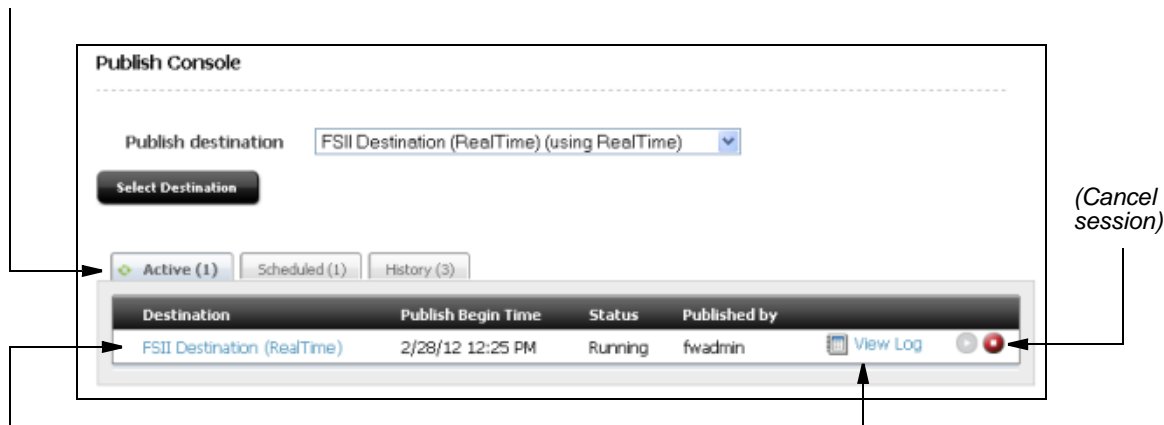 Publish Console
Publish destination FSII Destination (RealTime) (using RealTime)
Select Destination
(Cancel
session)
Active (1) Scheduled (1) History (3)
Destination Publish Begin Time Status Published by
FSII Destination (RealTime) 2/28/12 12:25 PM Running fwadmin View Log